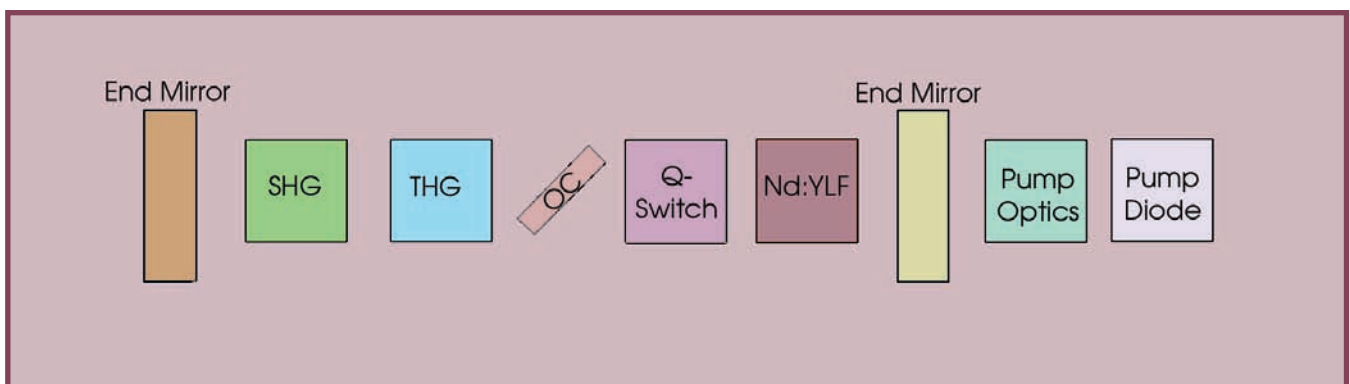 End Mirror
End Mirror
SHG
THG
OC
Q-
Switch
Nd:YLF
Pump
Optics
Pump
Diode